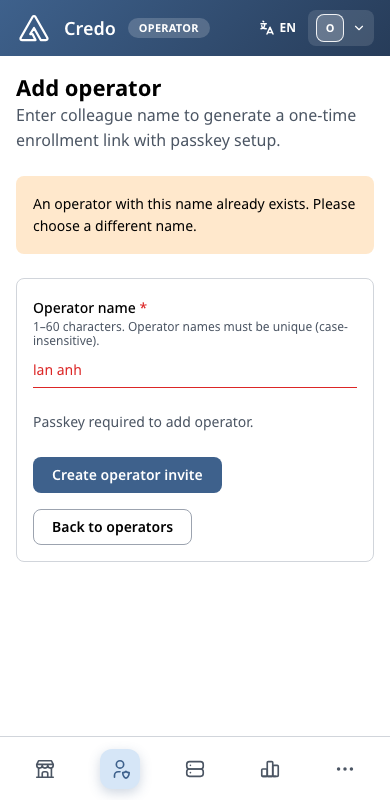 Credo
OPERATOR
EN
O
Add operator
Enter colleague name to generate a one-time
enrollment link with passkey setup.
An operator with this name already exists. Please
choose a different name.
Operator name *
1–60 characters. Operator names must be unique (case-
insensitive).
lan anh
Passkey required to add operator.
Create operator invite
Back to operators